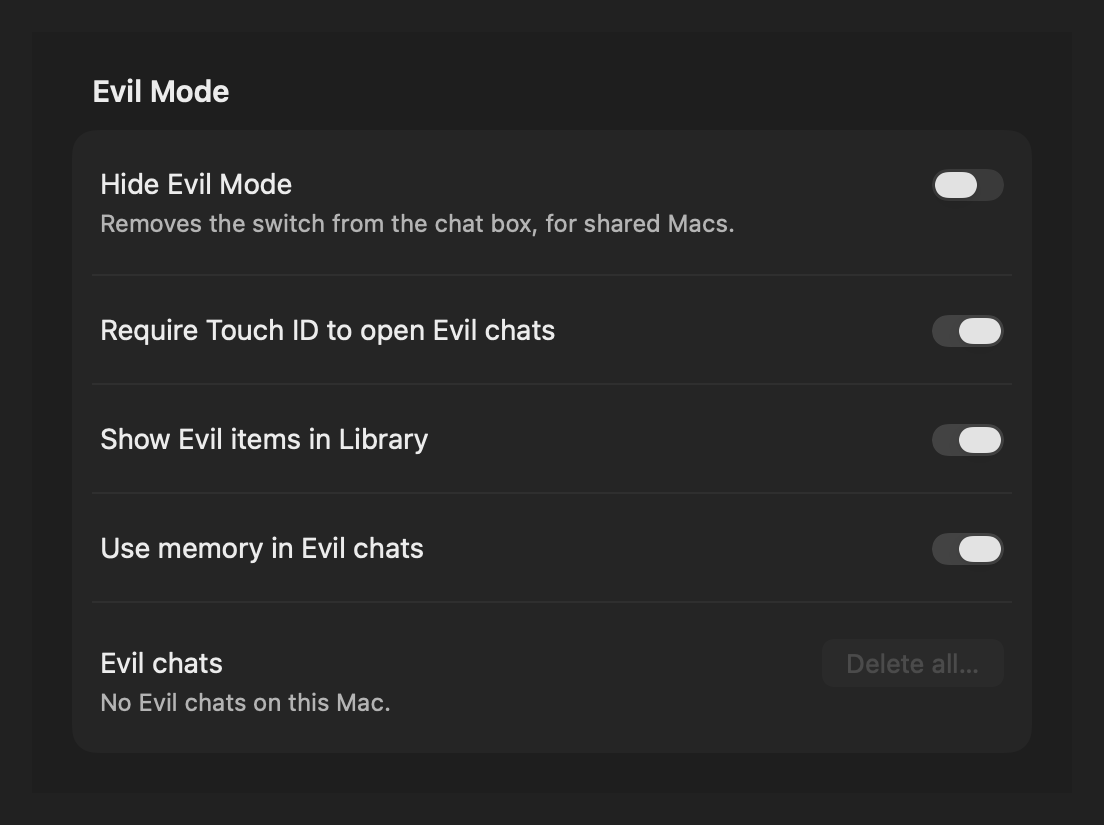 Evil Mode
Hide Evil Mode
Removes the switch from the chat box, for shared Macs.
Require Touch ID to open Evil chats
Show Evil items in Library
Use memory in Evil chats
Evil chats
Delete all...
No Evil chats on this Mac.